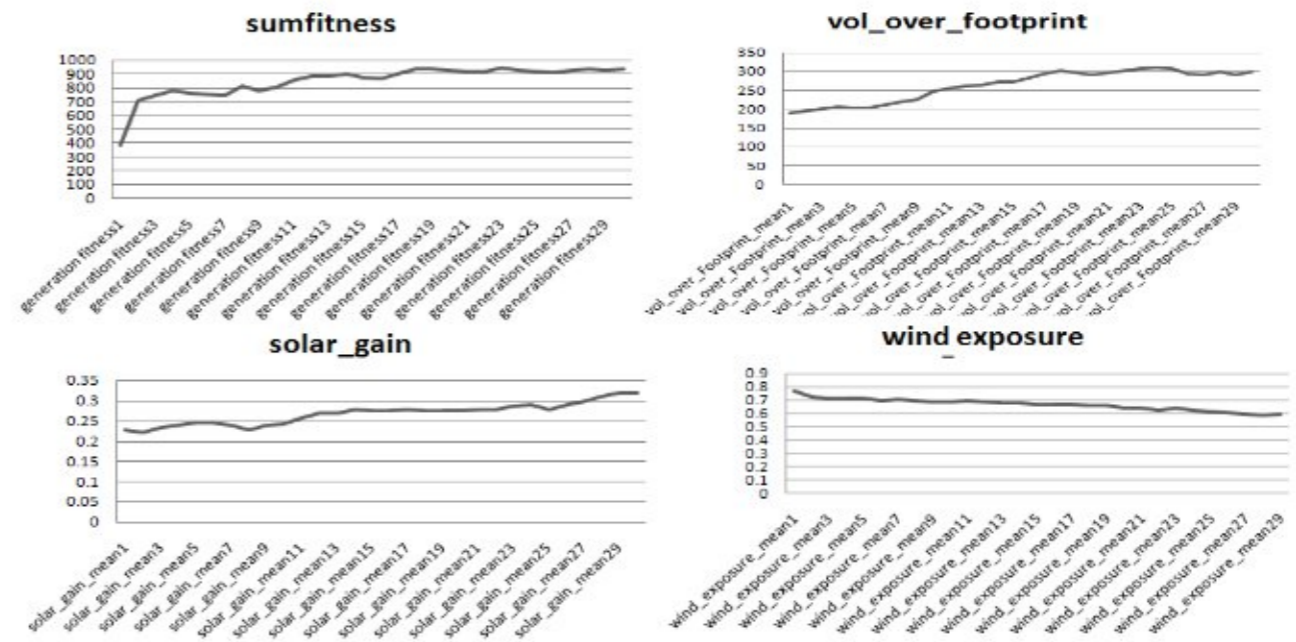 sumfitness
1000
900
800
700
600
500
400
300
200
100
0
generation fitness1
generation fitness3
generation fitness5
generation fitness7
generation fitness9
generation fitness11
generation fitness13
generation fitness15
generation fitness17
generation fitness19
generation fitness21
generation fitness23
generation fitness25
generation fitness27
generation fitness29
vol_over_footprint
350
300
250
200
150
100
50
0
vol_over_Footprint_mean1
vol_over_Footprint_mean3
vol_over_Footprint_mean5
vol_over_Footprint_mean7
vol_over_Footprint_mean9
vol_over_Footprint_mean11
vol_over_Footprint_mean13
vol_over_Footprint_mean15
vol_over_Footprint_mean17
vol_over_Footprint_mean19
vol_over_Footprint_mean21
vol_over_Footprint_mean23
vol_over_Footprint_mean25
vol_over_Footprint_mean27
vol_over_Footprint_mean29
solar_gain
0.35
0.3
0.25
0.2
0.15
0.1
0.05
0
solar_gain_mean1
solar_gain_mean3
solar_gain_mean5
solar_gain_mean7
solar_gain_mean9
solar_gain_mean11
solar_gain_mean13
solar_gain_mean15
solar_gain_mean17
solar_gain_mean19
solar_gain_mean21
solar_gain_mean23
solar_gain_mean25
solar_gain_mean27
solar_gain_mean29
wind exposure
0.9
0.8
0.7
0.6
0.5
0.4
0.3
0.2
0.1
0
wind_exposure_mean1
wind_exposure_mean3
wind_exposure_mean5
wind_exposure_mean7
wind_exposure_mean9
wind_exposure_mean11
wind_exposure_mean13
wind_exposure_mean15
wind_exposure_mean17
wind_exposure_mean19
wind_exposure_mean21
wind_exposure_mean23
wind_exposure_mean25
wind_exposure_mean27
wind_exposure_mean29